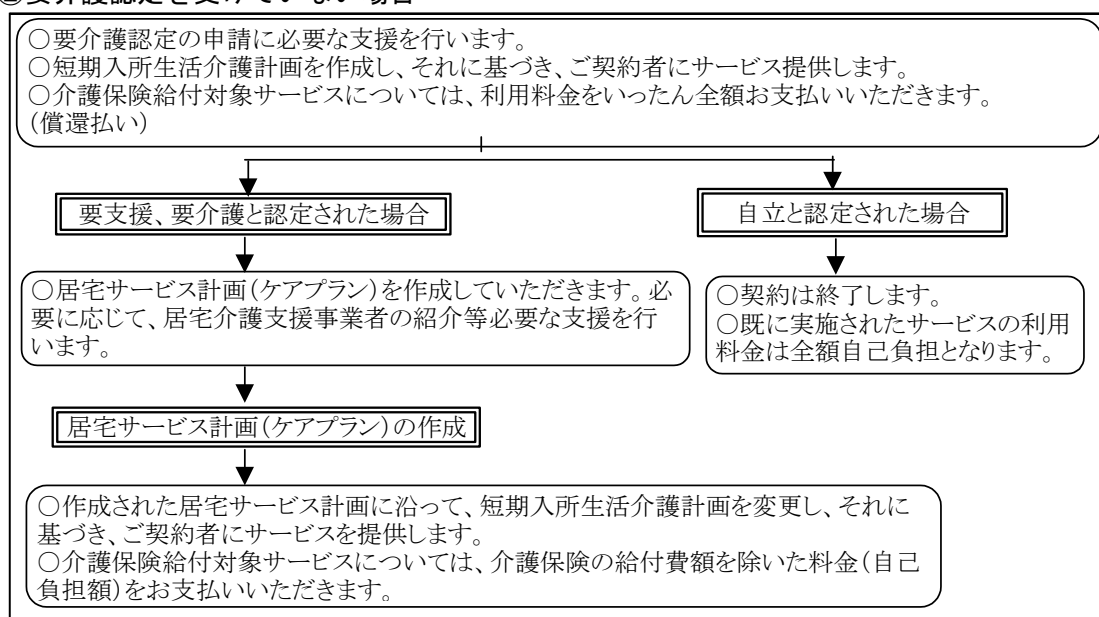 ②要介護認定を受けていない場合
○要介護認定の申請に必要な支援を行います。
○短期入所生活介護計画を作成し、それに基づき、ご契約者にサービス提供します。
○介護保険給付対象サービスについては、利用料金をいったん全額お支払いいただきます。
(償還払い)
要支援、要介護と認定された場合
自立と認定された場合
○居宅サービス計画(ケアプラン)を作成していただきます。必
要に応じて、居宅介護支援事業者の紹介等必要な支援を行
います。
○契約は終了します。
○既に実施されたサービスの利用
料金は全額自己負担となります。
居宅サービス計画(ケアプラン)の作成
○作成された居宅サービス計画に沿って、短期入所生活介護計画を変更し、それに
基づき、ご契約者にサービスを提供します。
○介護保険給付対象サービスについては、介護保険の給付費額を除いた料金(自己
負担額)をお支払いいただきます。